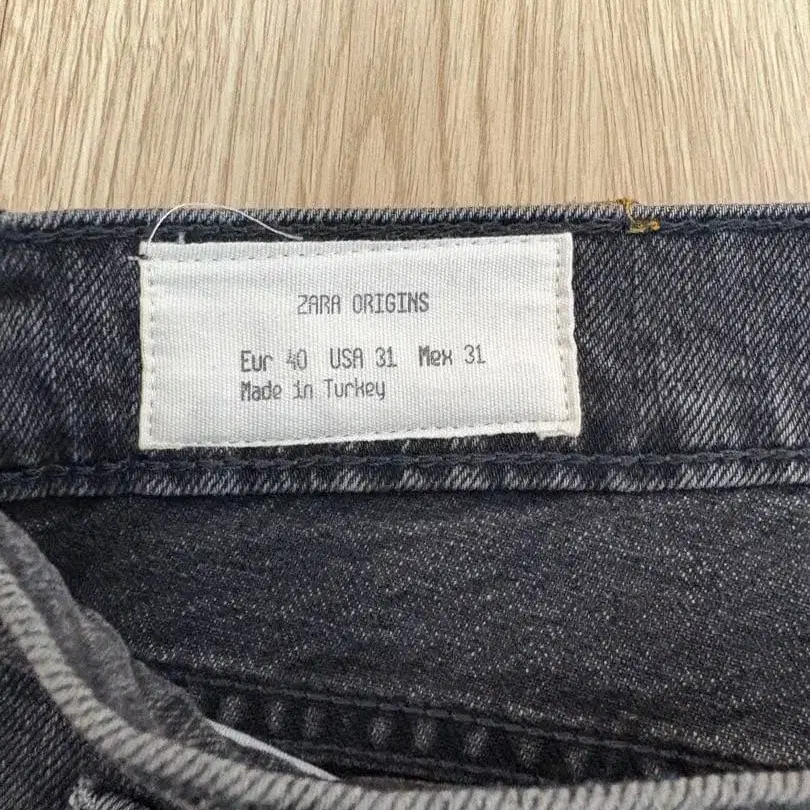 ZARA ORIGINS
Eur 40 USA 31 Mex 31
Made in Turkey